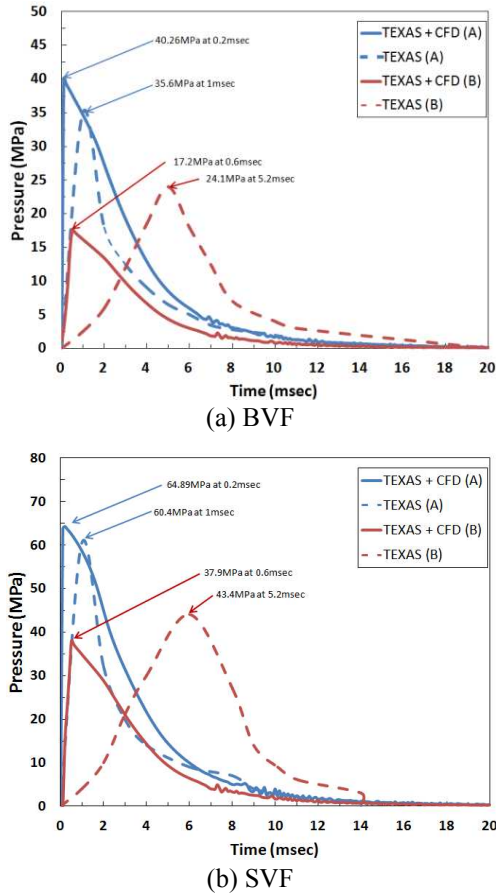 50
45
40
35
30
25
20
15
10
5
0
Pressure (MPa)
40.26MPa at 0.2msec
35.6MPa at 1msec
17.2MPa at 0.6msec
24.1MPa at 5.2msec
TEXAS + CFD (A)
TEXAS (A)
TEXAS + CFD (B)
TEXAS (B)
0 2 4 6 8 10 12 14 16 18 20
Time (msec)
(a) BVF
80
70
60
50
40
30
20
10
0
Pressure (MPa)
64.89MPa at 0.2msec
60.4MPa at 1msec
37.9MPa at 0.6msec
43.4MPa at 5.2msec
TEXAS + CFD (A)
TEXAS (A)
TEXAS + CFD (B)
TEXAS (B)
0 2 4 6 8 10 12 14 16 18 20
Time (msec)
(b) SVF